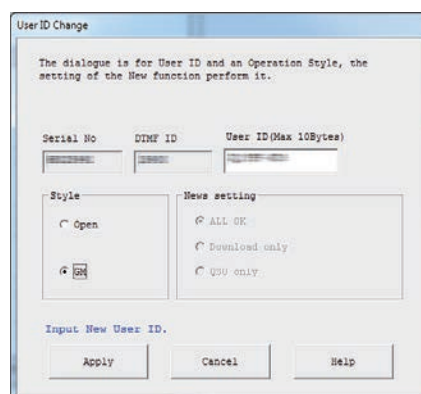 User ID Change
The dialogue is for User ID and an Operation Style, the
setting of the New function perform it.
Serial No DTMF ID User ID(Max 10Bytes)
Style News setting
Open ALL OK
Download only
GM QSO only
Input New User ID.
Apply Cancel Help